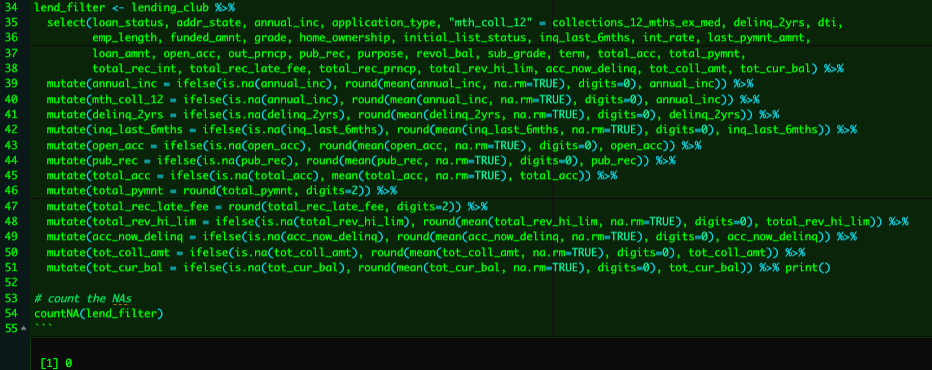 34 lend_filter <- lending_club %>%
35 select(loan_status, addr_state, annual_inc, application_type, "mth_coll_12" = collections_12_mths_ex_med, delinq_2yrs, dti,
36 emp_length, funded_amnt, grade, home_ownership, initial_list_status, inq_last_6mths, int_rate, last_pymnt_amnt,
37 loan_amnt, open_acc, out_prncp, pub_rec, purpose, revol_bal, sub_grade, term, total_acc, total_pymnt,
38 total_rec_int, total_rec_late_fee, total_rec_prncp, total_rev_hi_lim, acc_now_delinq, tot_coll_amt, tot_cur_bal) %>%
39 mutate(annual_inc = ifelse(is.na(annual_inc), round(mean(annual_inc, na.rm=TRUE), digits=0), annual_inc)) %>%
40 mutate(mth_coll_12 = ifelse(is.na(annual_inc), round(mean(annual_inc, na.rm=TRUE), digits=0), annual_inc) %>%
41 mutate(delinq_2yrs = ifelse(is.na(delinq_2yrs), round(mean(delinq_2yrs, na.rm=TRUE), digits=0), delinq_2yrs)) %>%
42 mutate(inq_last_6mths = ifelse(is.na(inq_last_6mths), round(mean(inq_last_6mths, na.rm=TRUE), digits=0), inq_last_6mths)) %>%
43 mutate(open_acc = ifelse(is.na(open_acc), round(mean(open_acc, na.rm=TRUE), digits=0), open_acc)) %>%
44 mutate(pub_rec = ifelse(is.na(pub_rec), round(mean(pub_rec, na.rm=TRUE), digits=0), pub_rec)) %>%
45 mutate(total_acc = ifelse(is.na(total_acc), mean(total_acc, na.rm=TRUE), total_acc)) %>%
46 mutate(total_pymnt = round(total_pymnt, digits=2)) %>%
47 mutate(total_rec_late_fee = round(total_rec_late_fee, digits=2)) %>%
48 mutate(total_rev_hi_lim = ifelse(is.na(total_rev_hi_lim), round(mean(total_rev_hi_lim, na.rm=TRUE), digits=0), total_rev_hi_lim)) %>%
49 mutate(acc_now_delinq = ifelse(is.na(acc_now_delinq), round(mean(acc_now_delinq, na.rm=TRUE), digits=0), acc_now_delinq)) %>%
50 mutate(tot_coll_amt = ifelse(is.na(tot_coll_amt), round(mean(tot_coll_amt, na.rm=TRUE), digits=0), tot_coll_amt)) %>%
51 mutate(tot_cur_bal = ifelse(is.na(tot_cur_bal), round(mean(tot_cur_bal, na.rm=TRUE), digits=0), tot_cur_bal)) %>% print()
52
53 # count the NAs
54 countNA(lend_filter)
55 ```
[1] 0